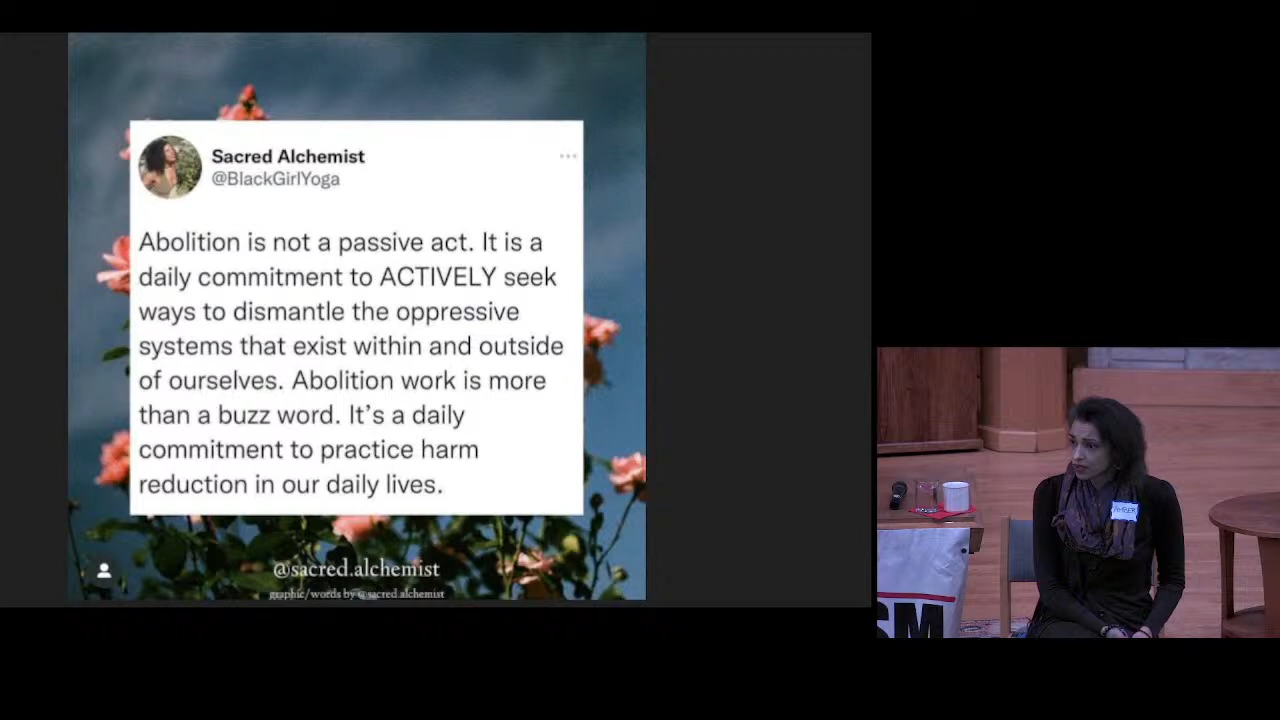 Sacred Alchemist
@BlackGirlYoga
Abolition is not a passive act. It is a
daily commitment to ACTIVELY seek
ways to dismantle the oppressive
systems that exist within and outside
of ourselves. Abolition work is more
than a buzz word. It’s a daily
commitment to practice harm
reduction in our daily lives.
@sacred.alchemist
graphic/words by @sacred.alchemist
AMBER
SM